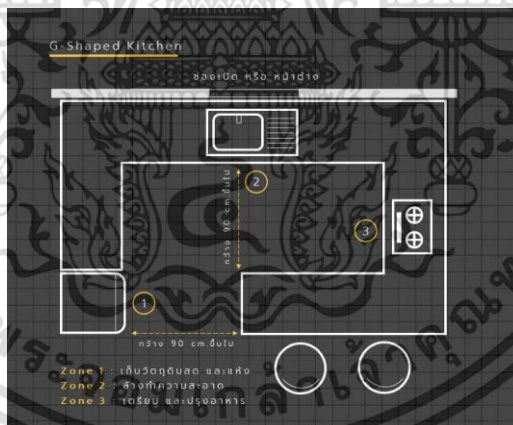 G-Shaped Kitchen
ช่องเปิด หรือ หน้าต่าง
2
กว้าง 90 cm.ขึ้นไป
3
1
กว้าง 90 cm.ขึ้นไป
Zone 1 : เก็บวัตถุดิบสด และแห้ง
Zone 2 : ล้างทำความสะอาด
Zone 3 : เตรียม และปรุงอาหาร